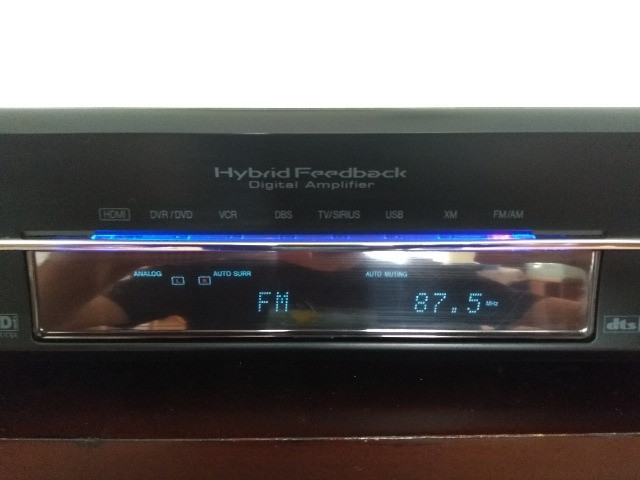 Hybrid Feedback
Digital Amplifier
HDMI DVR/DVD VCR DBS TV/SIRIUS USB XM FM/AM
ANALOG L R AUTO SURR AUTO MUTING
FM 87.5 MHz
dts